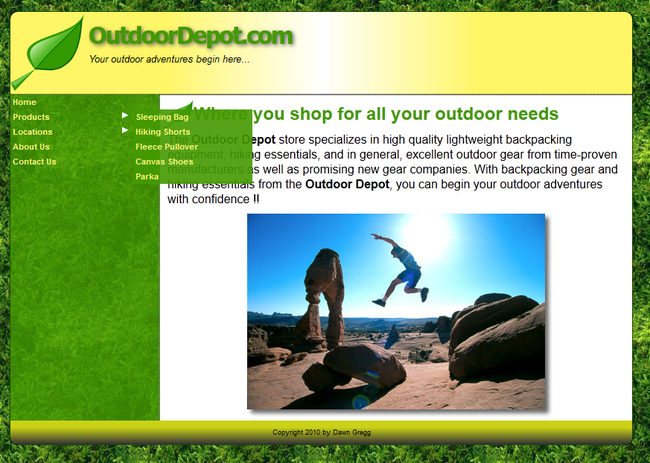 OutdoorDepot.com
Your outdoor adventures begin here...
Home
Products
Locations
About Us
Contact Us
Sleeping Bag
Hiking Shorts
Fleece Pullover
Canvas Shoes
Parka
Where you shop for all your outdoor needs
The Outdoor Depot store specializes in high quality lightweight backpacking
equipment, hiking essentials, and in general, excellent outdoor gear from time-proven
manufacturers as well as promising new gear companies. With backpacking gear and
hiking essentials from the Outdoor Depot, you can begin your outdoor adventures
with confidence !!
Copyright 2010 by Dawn Gregg